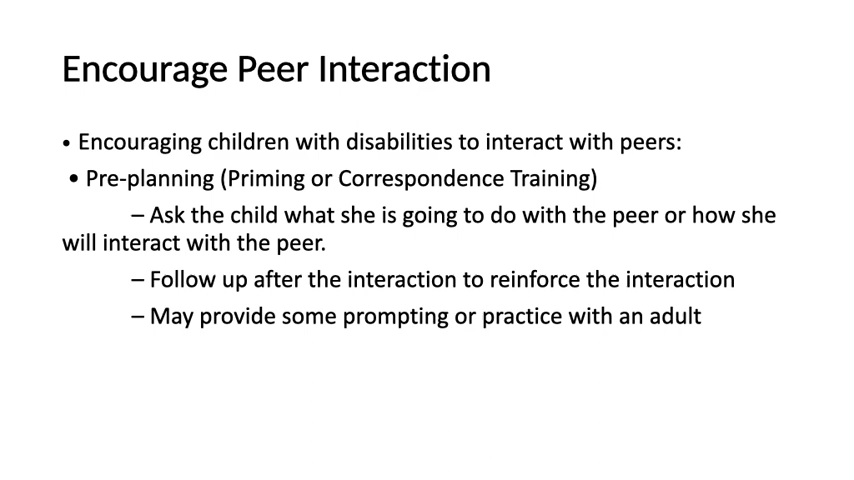 Encourage Peer Interaction
• Encouraging children with disabilities to interact with peers:
• Pre-planning (Priming or Correspondence Training)
– Ask the child what she is going to do with the peer or how she
will interact with the peer.
– Follow up after the interaction to reinforce the interaction
– May provide some prompting or practice with an adult